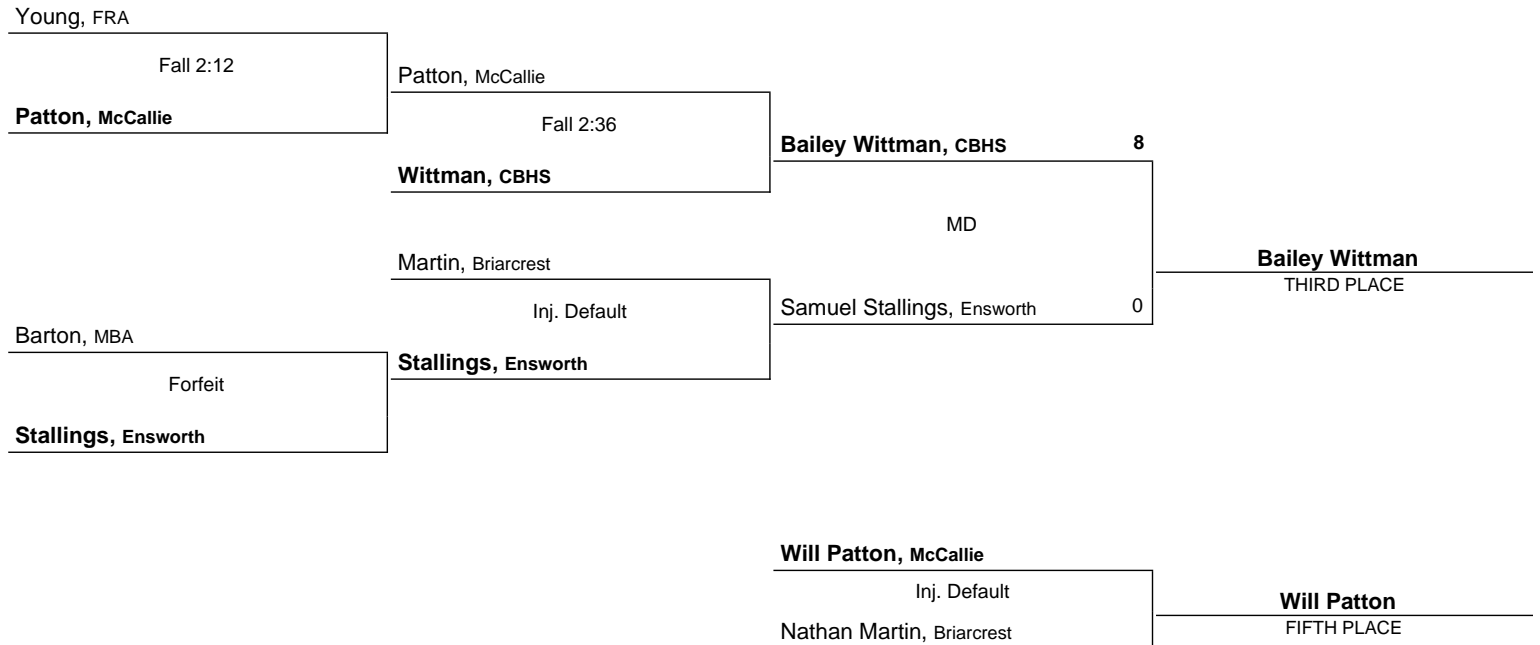 Young, FRA
Fall 2:12
Patton, McCallie
Patton, McCallie
Fall 2:36
Wittman, CBHS
Bailey Wittman, CBHS 8
MD
Samuel Stallings, Ensworth 0
Bailey Wittman
THIRD PLACE
Martin, Briarcrest
Inj. Default
Stallings, Ensworth
Barton, MBA
Forfeit
Stallings, Ensworth
Will Patton, McCallie
Inj. Default
Nathan Martin, Briarcrest
Will Patton
FIFTH PLACE